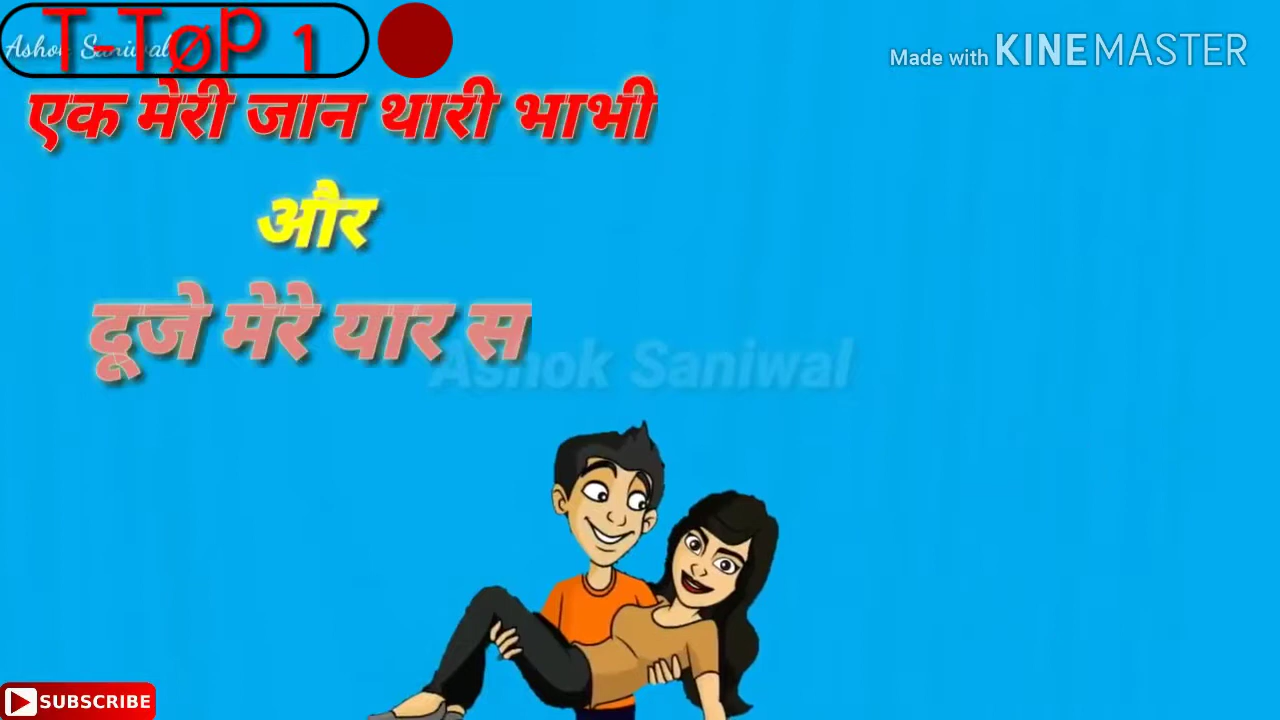 T-TøP 1
Ashok Saniwal
Made with KINEMASTER
एक मेरी जान थारी भाभी
और
दूजे मेरे यार स
Ashok Saniwal
SUBSCRIBE